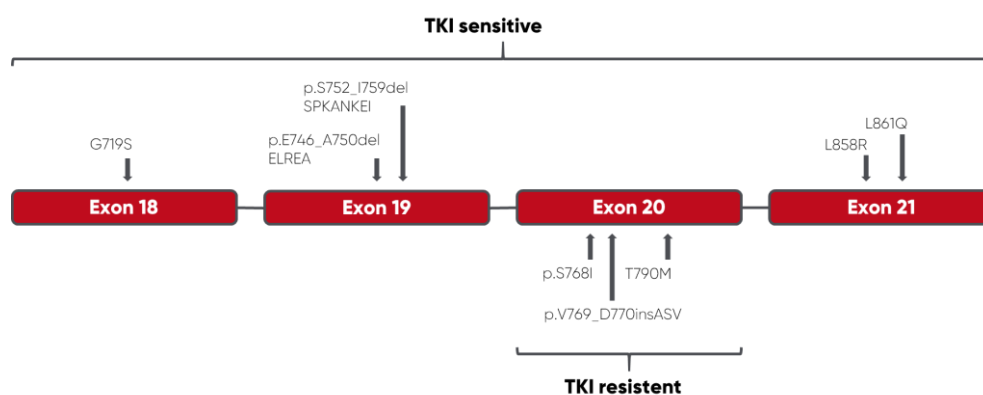 TKI sensitive
p.S752_I759del
SPKANKEI
G719S
p.E746_A750del
ELREA
L861Q
L858R
Exon 18
Exon 19
Exon 20
Exon 21
p.S768I
T790M
p.V769_D770insASV
TKI resistent